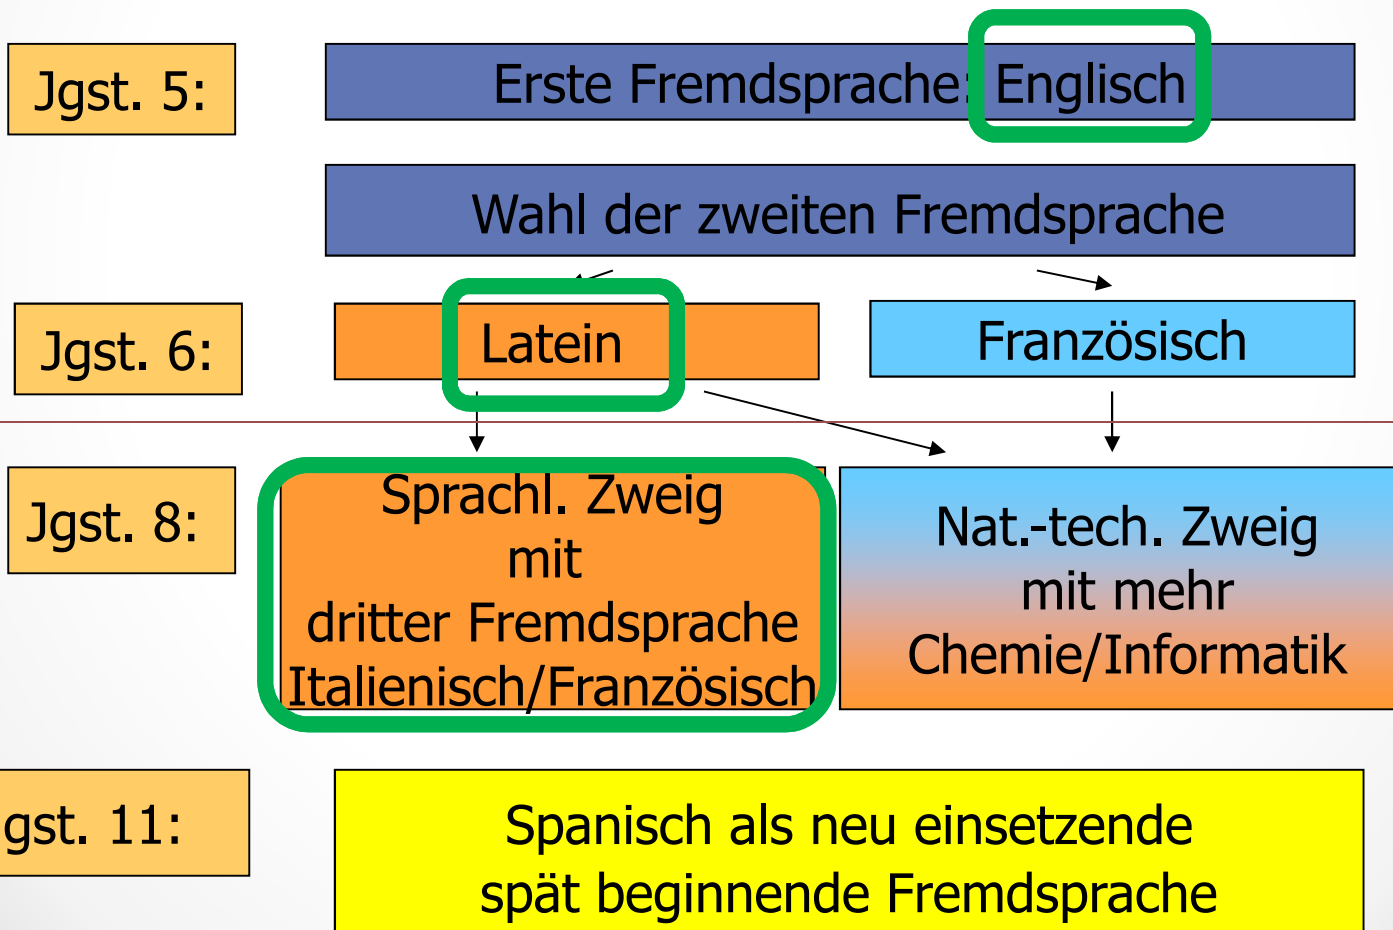 Jgst. 5:
Erste Fremdsprache: Englisch
Wahl der zweiten Fremdsprache
Jgst. 6:
Latein
Französisch
Jgst. 8:
Sprachl. Zweig
mit
dritter Fremdsprache
Italienisch/Französisch
Nat.-tech. Zweig
mit mehr
Chemie/Informatik
gst. 11:
Spanisch als neu einsetzende
spät beginnende Fremdsprache